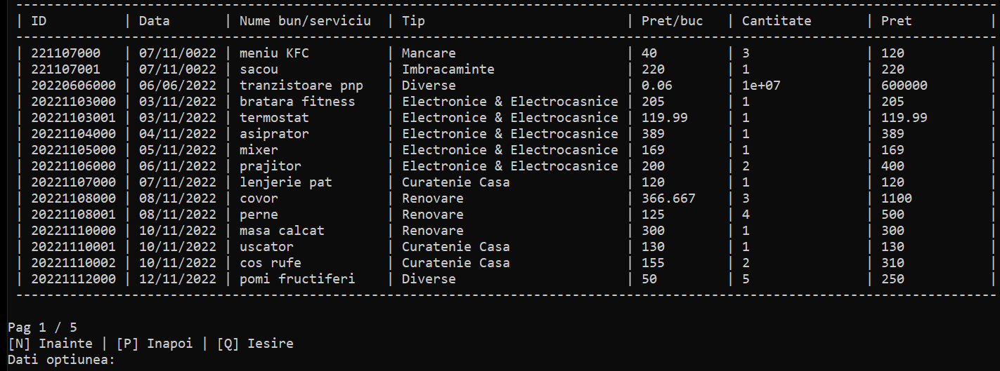 | ID | Data | Nume bun/serviciu | Tip | Pret/buc | Cantitate | Pret |
| 221107000 | 07/11/0022 | meniu KFC | Mancare | 40 | 3 | 120 |
| 221107001 | 07/11/0022 | sacou | Imbracaminte | 220 | 1 | 220 |
| 20220606000 | 06/06/2022 | tranzistoare pnp | Diverse | 0.06 | 1e+07 | 600000 |
| 20221103000 | 03/11/2022 | bratara fitness | Electronice & Electrocasnice | 205 | 1 | 205 |
| 20221103001 | 03/11/2022 | termostat | Electronice & Electrocasnice | 119.99 | 1 | 119.99 |
| 20221104000 | 04/11/2022 | asiprator | Electronice & Electrocasnice | 389 | 1 | 389 |
| 20221105000 | 05/11/2022 | mixer | Electronice & Electrocasnice | 169 | 1 | 169 |
| 20221106000 | 06/11/2022 | prajitor | Electronice & Electrocasnice | 200 | 2 | 400 |
| 20221107000 | 07/11/2022 | lenjerie pat | Curatenie Casa | 120 | 1 | 120 |
| 20221108000 | 08/11/2022 | covor | Renovare | 366.667 | 3 | 1100 |
| 20221108001 | 08/11/2022 | perne | Renovare | 125 | 4 | 500 |
| 20221110000 | 10/11/2022 | masa calcat | Renovare | 300 | 1 | 300 |
| 20221110001 | 10/11/2022 | uscator | Curatenie Casa | 130 | 1 | 130 |
| 20221110002 | 10/11/2022 | cos rufe | Curatenie Casa | 155 | 2 | 310 |
| 20221112000 | 12/11/2022 | pomi fructiferi | Diverse | 50 | 5 | 250 |
Pag 1 / 5
[N] Inainte | [P] Inapoi | [Q] Iesire
Dati optiunea: